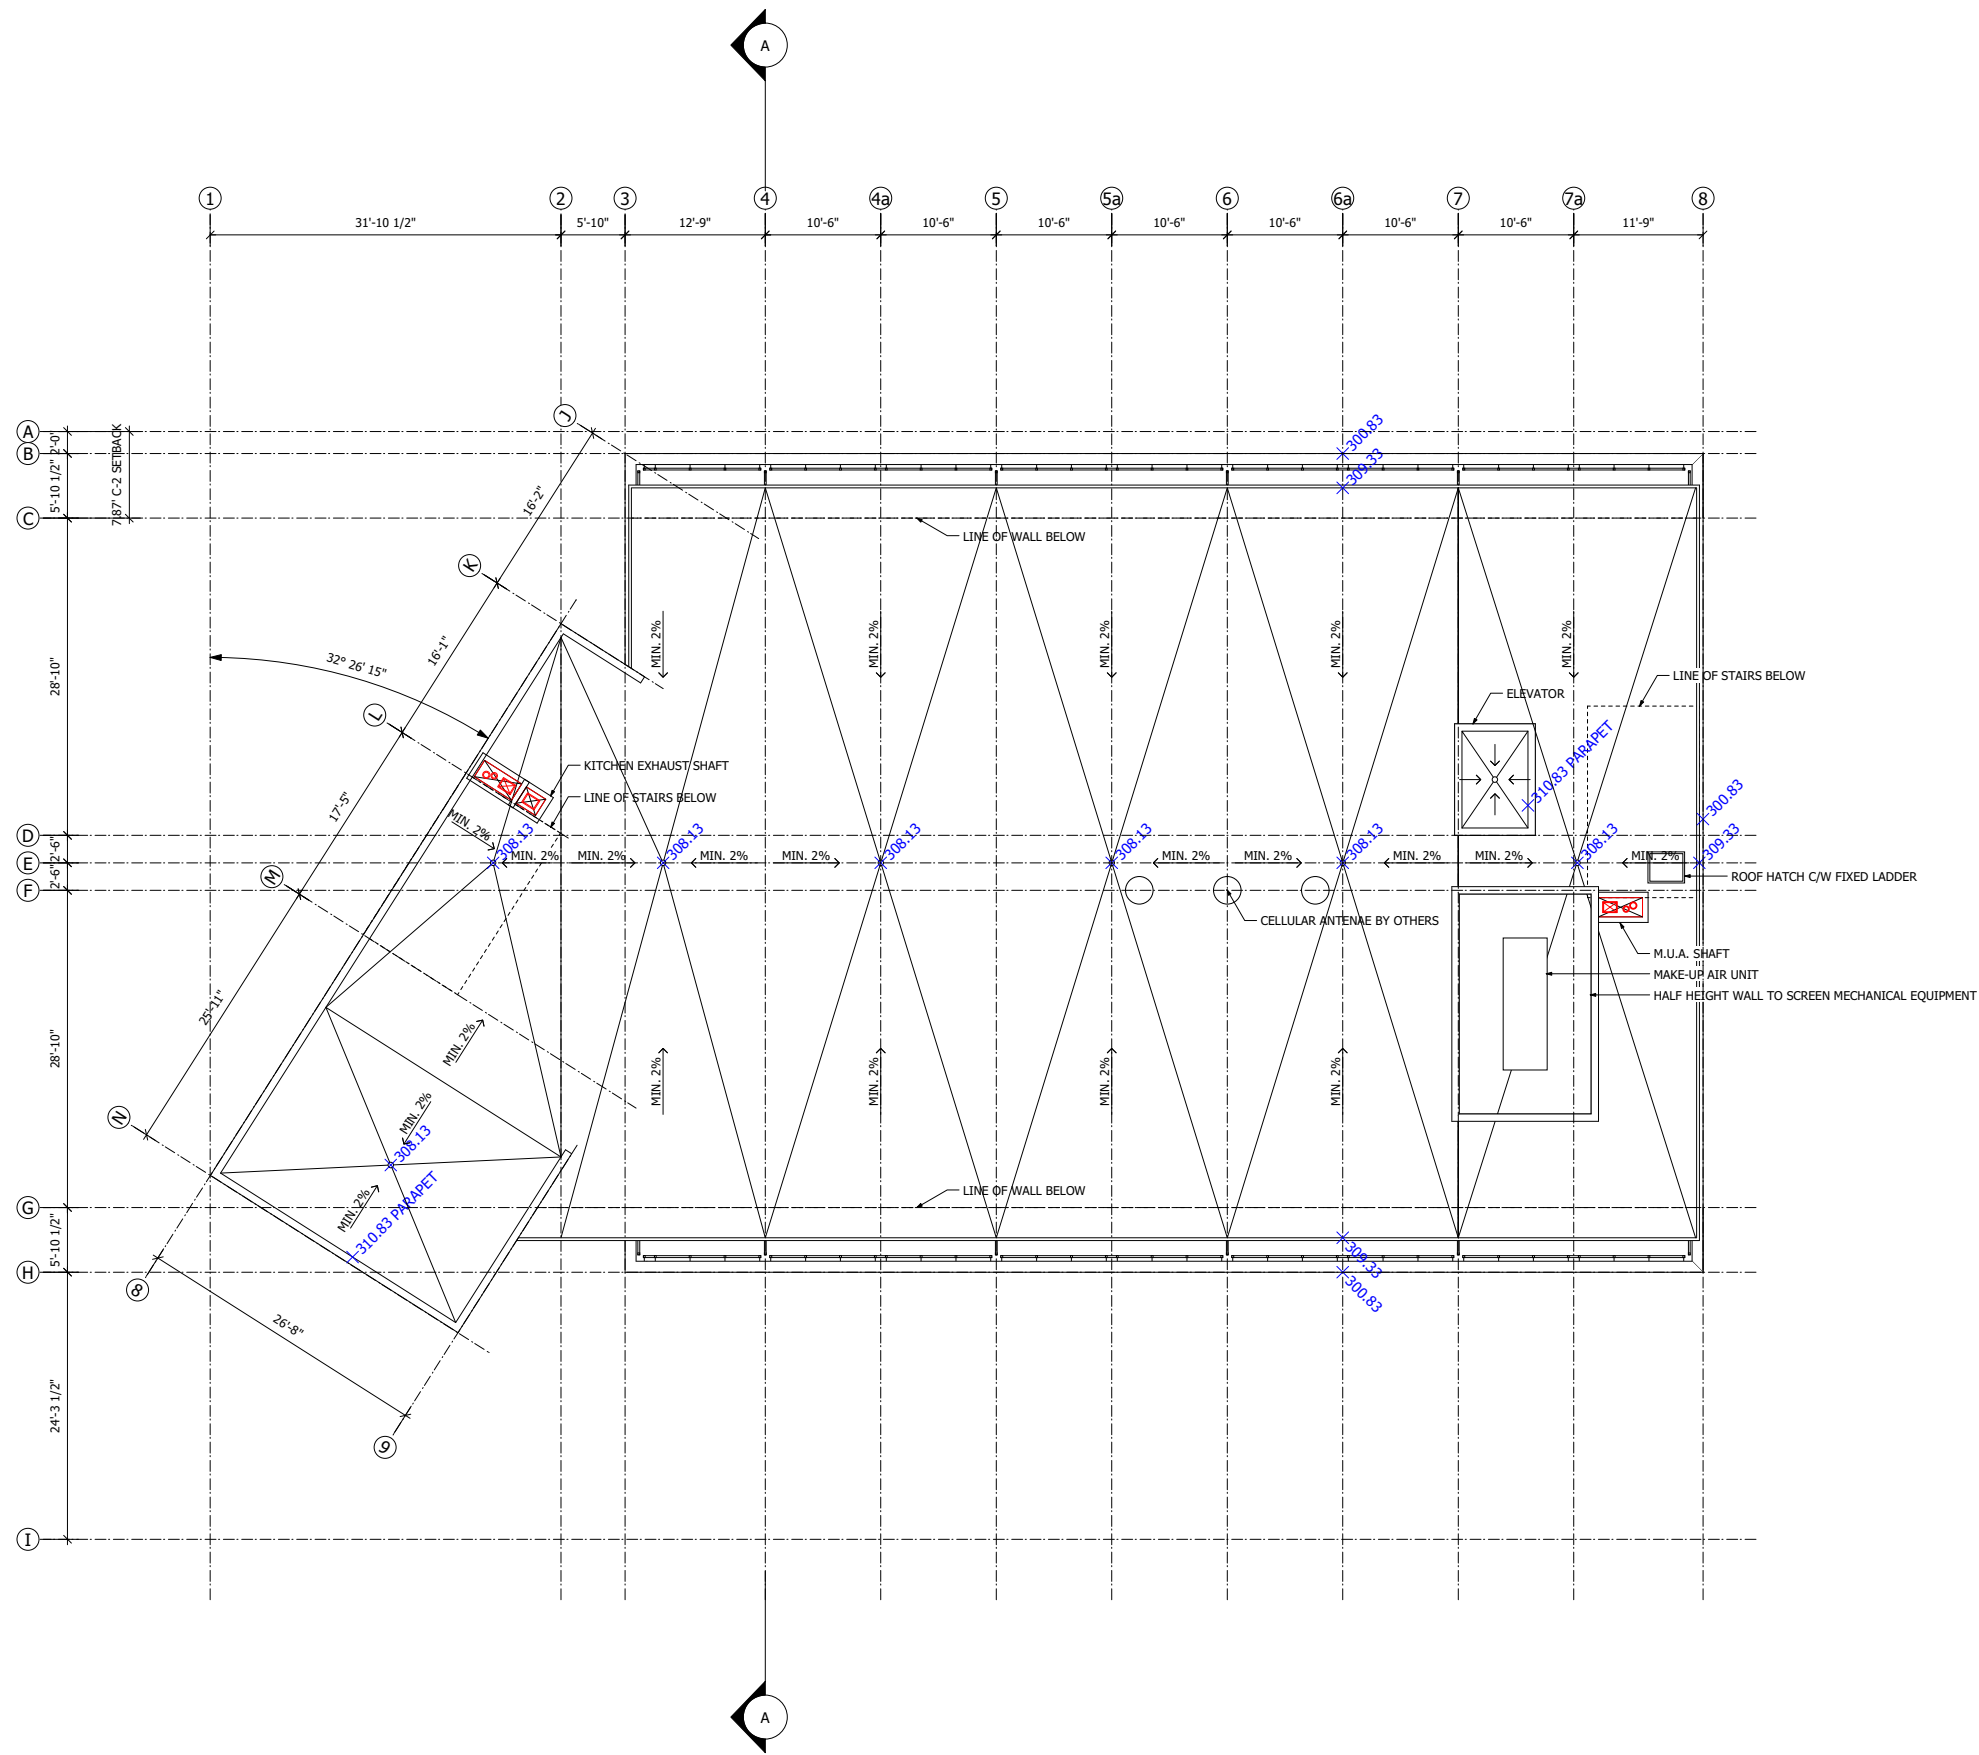 A
1
2
3
4
4a
5
5a
6
6a
7
7a
8
31'-10 1/2"
5'-10"
12'-9"
10'-6"
10'-6"
10'-6"
10'-6"
10'-6"
10'-6"
10'-6"
11'-9"
A
B
C
D
E
F
G
H
I
2'-0"
5'-10 1/2"
7.87' C-2 SETBACK
28'-10"
2'-6"
2'-6"
28'-10"
5'-10 1/2"
24'-3 1/2"
J
K
L
M
N
8
9
16'-2"
16'-1"
17'-5"
25'-11"
26'-8"
32° 26' 15"
300.83
309.33
LINE OF WALL BELOW
MIN. 2%
MIN. 2%
MIN. 2%
MIN. 2%
MIN. 2%
LINE OF STAIRS BELOW
ELEVATOR
310.83 PARAPET
KITCHEN EXHAUST SHAFT
LINE OF STAIRS BELOW
300.83
MIN. 2%
308.13
308.13
308.13
308.13
308.13
308.13
309.33
MIN. 2%
MIN. 2%
MIN. 2%
MIN. 2%
MIN. 2%
MIN. 2%
MIN. 2%
MIN. 2%
MIN. 2%
ROOF HATCH C/W FIXED LADDER
CELLULAR ANTENAE BY OTHERS
M.U.A. SHAFT
MAKE-UP AIR UNIT
HALF HEIGHT WALL TO SCREEN MECHANICAL EQUIPMENT
MIN. 2%
MIN. 2%
MIN. 2%
MIN. 2%
MIN. 2%
MIN. 2%
308.13
MIN. 2%
310.83 PARAPET
LINE OF WALL BELOW
309.33
300.83
A